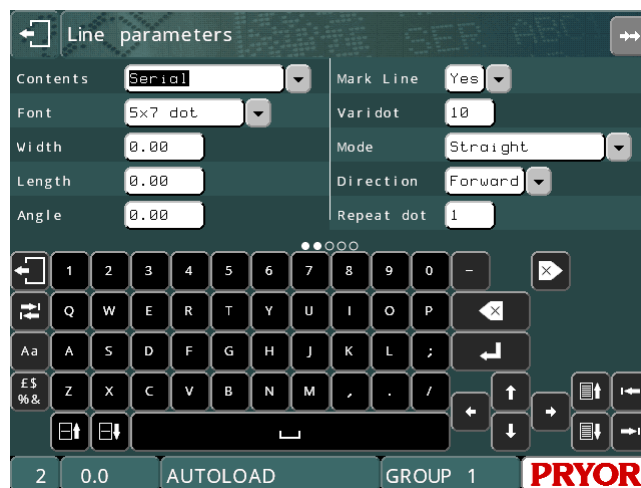 Line parameters
SER ABC
Contents Serial Mark Line Yes
Font 5x7 dot Varidot 10
Width 0.00 Mode Straight
Length 0.00 Direction Forward
Angle 0.00 Repeat dot 1
1 2 3 4 5 6 7 8 9 0 -
Q W E R T Y U I O P
Aa A S D F G H J K L ;
£$
%& Z X C V B N M , . /
2 0.0 AUTOLOAD GROUP 1 PRYOR